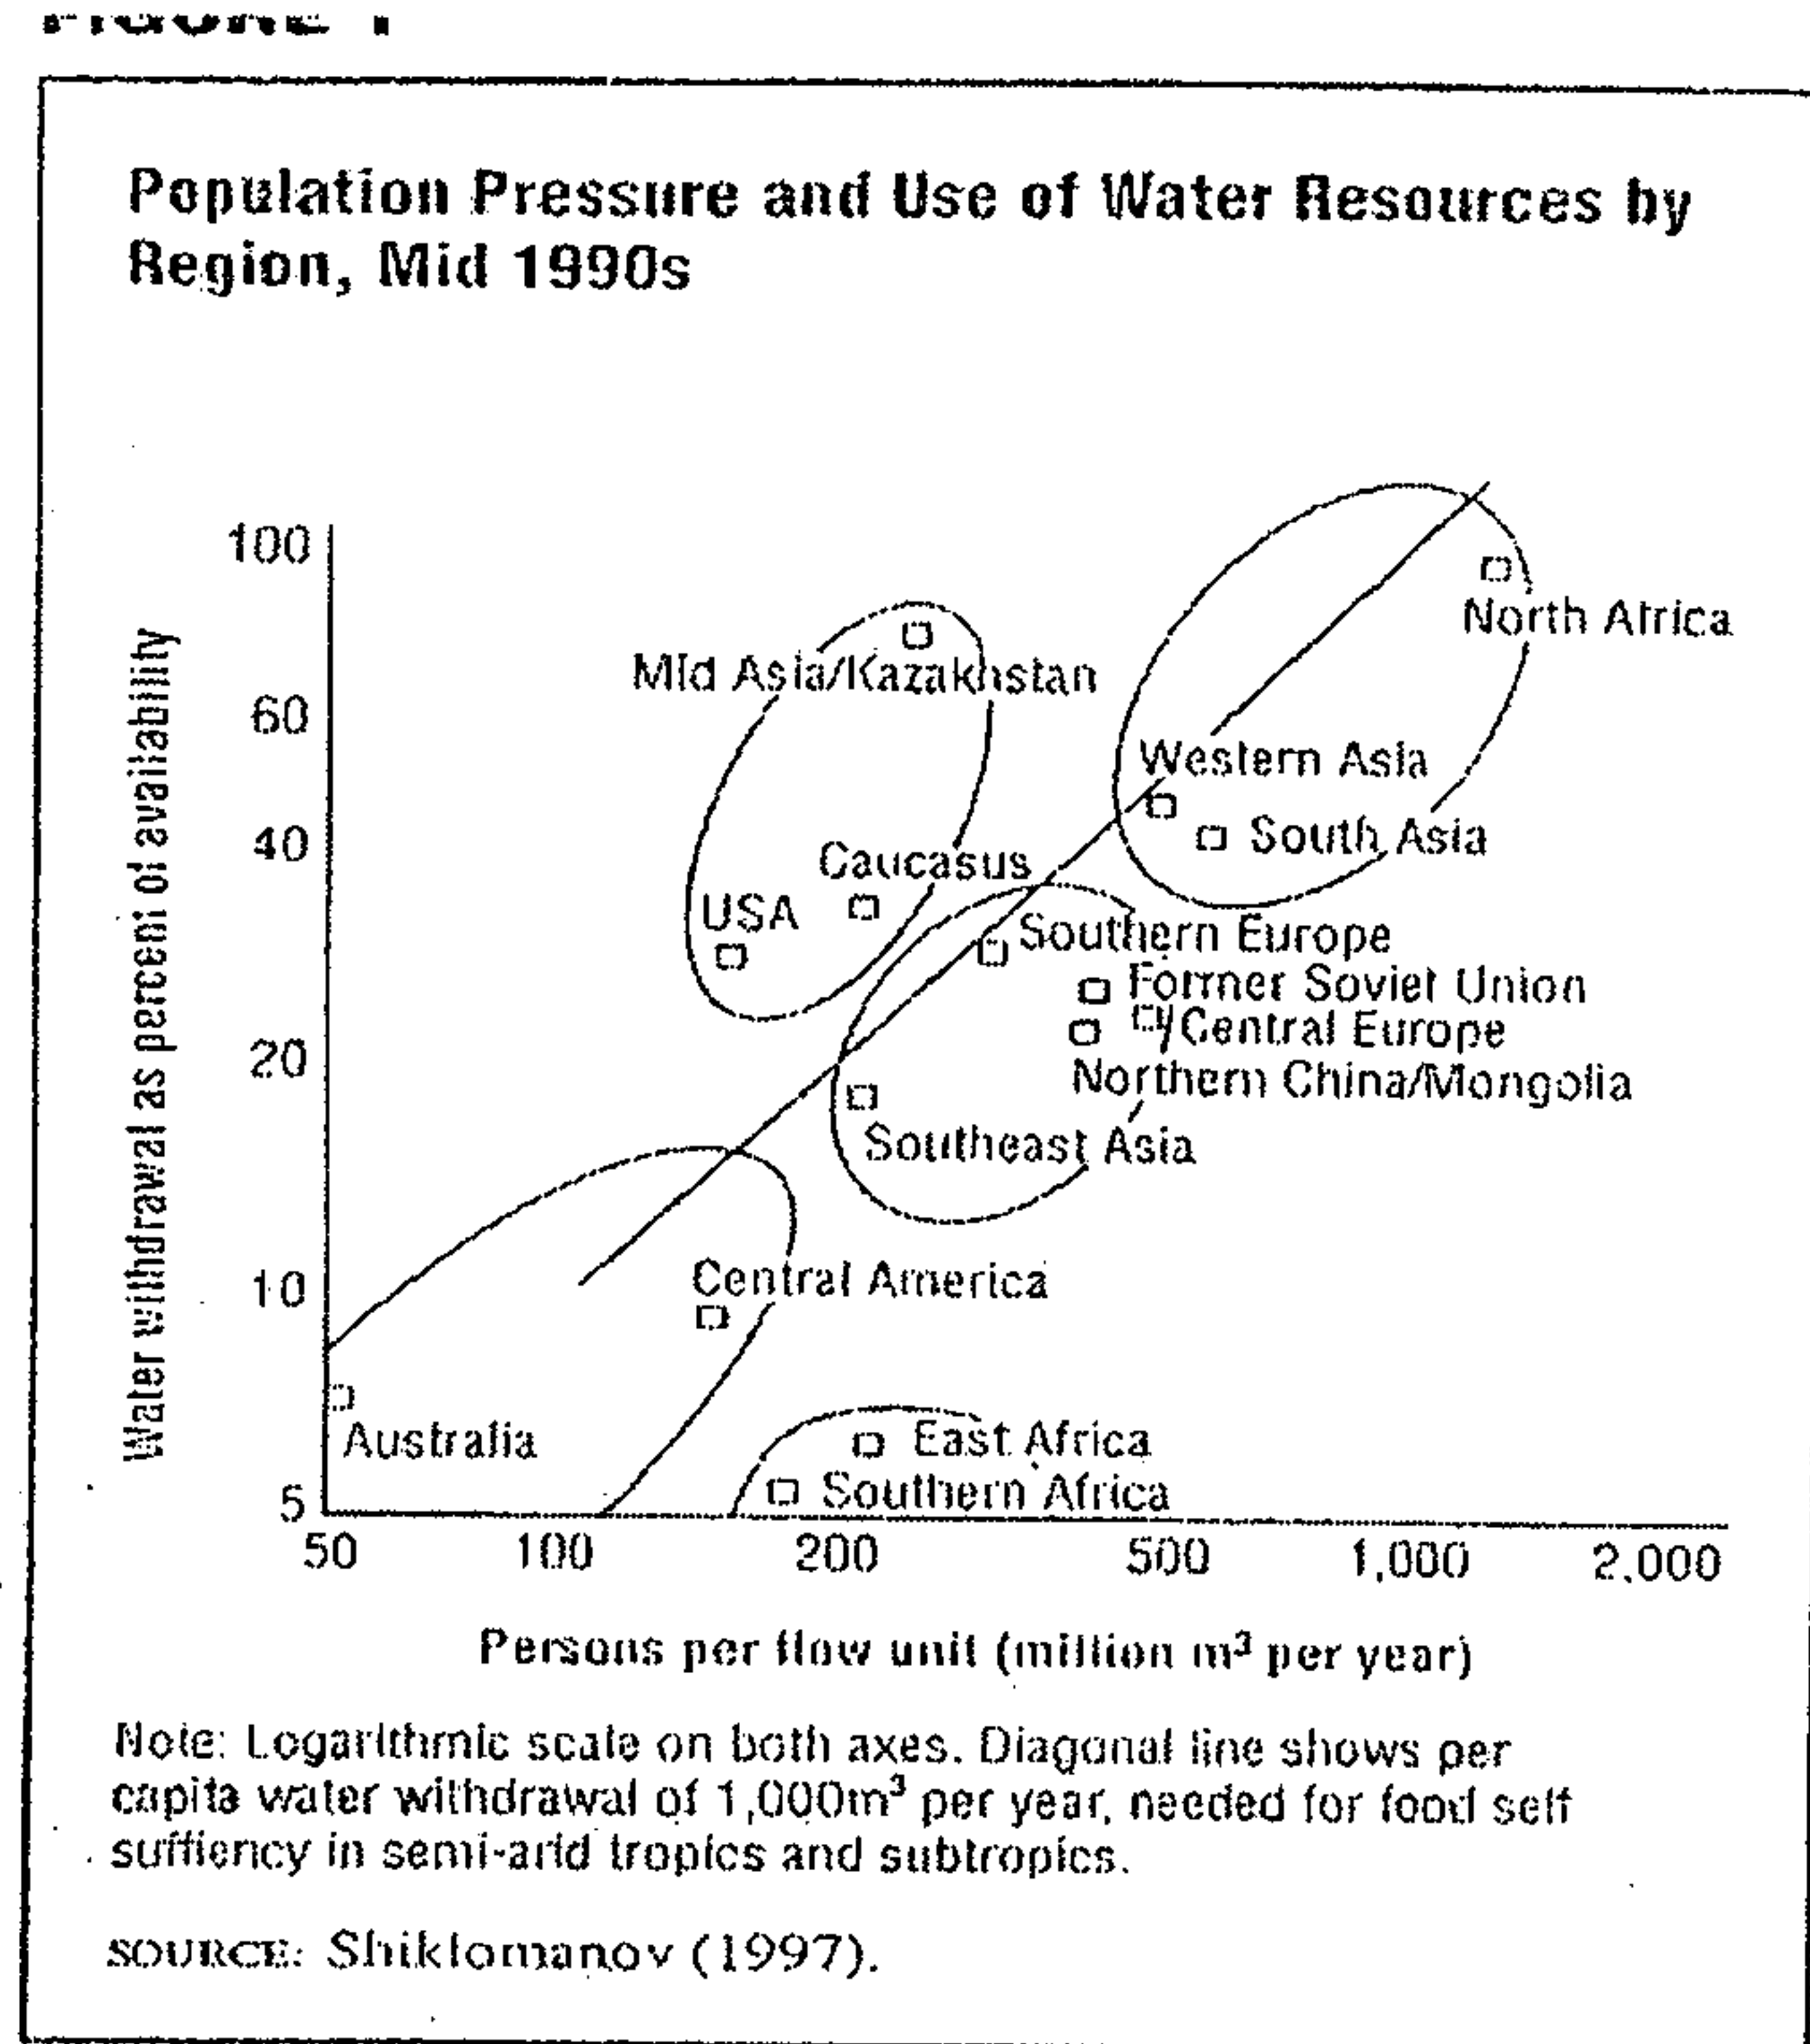 FIGURE 1
Population Pressure and Use of Water Resources by
Region, Mid 1990s
Water withdrawal as percent of availability
100
60
40
20
10
5
North Africa
Mid Asia/Kazakhstan
Western Asia
South Asia
Caucasus
USA
Southern Europe
Former Soviet Union
Central Europe
Northern China/Mongolia
Southeast Asia
Central America
Australia
East Africa
Southern Africa
50 100 200 500 1,000 2,000
Persons per flow unit (million m³ per year)
Note: Logarithmic scale on both axes. Diagonal line shows per
capita water withdrawal of 1,000m³ per year, needed for food self
suffiency in semi-arid tropics and subtropics.
SOURCE: Shiklomanov (1997).